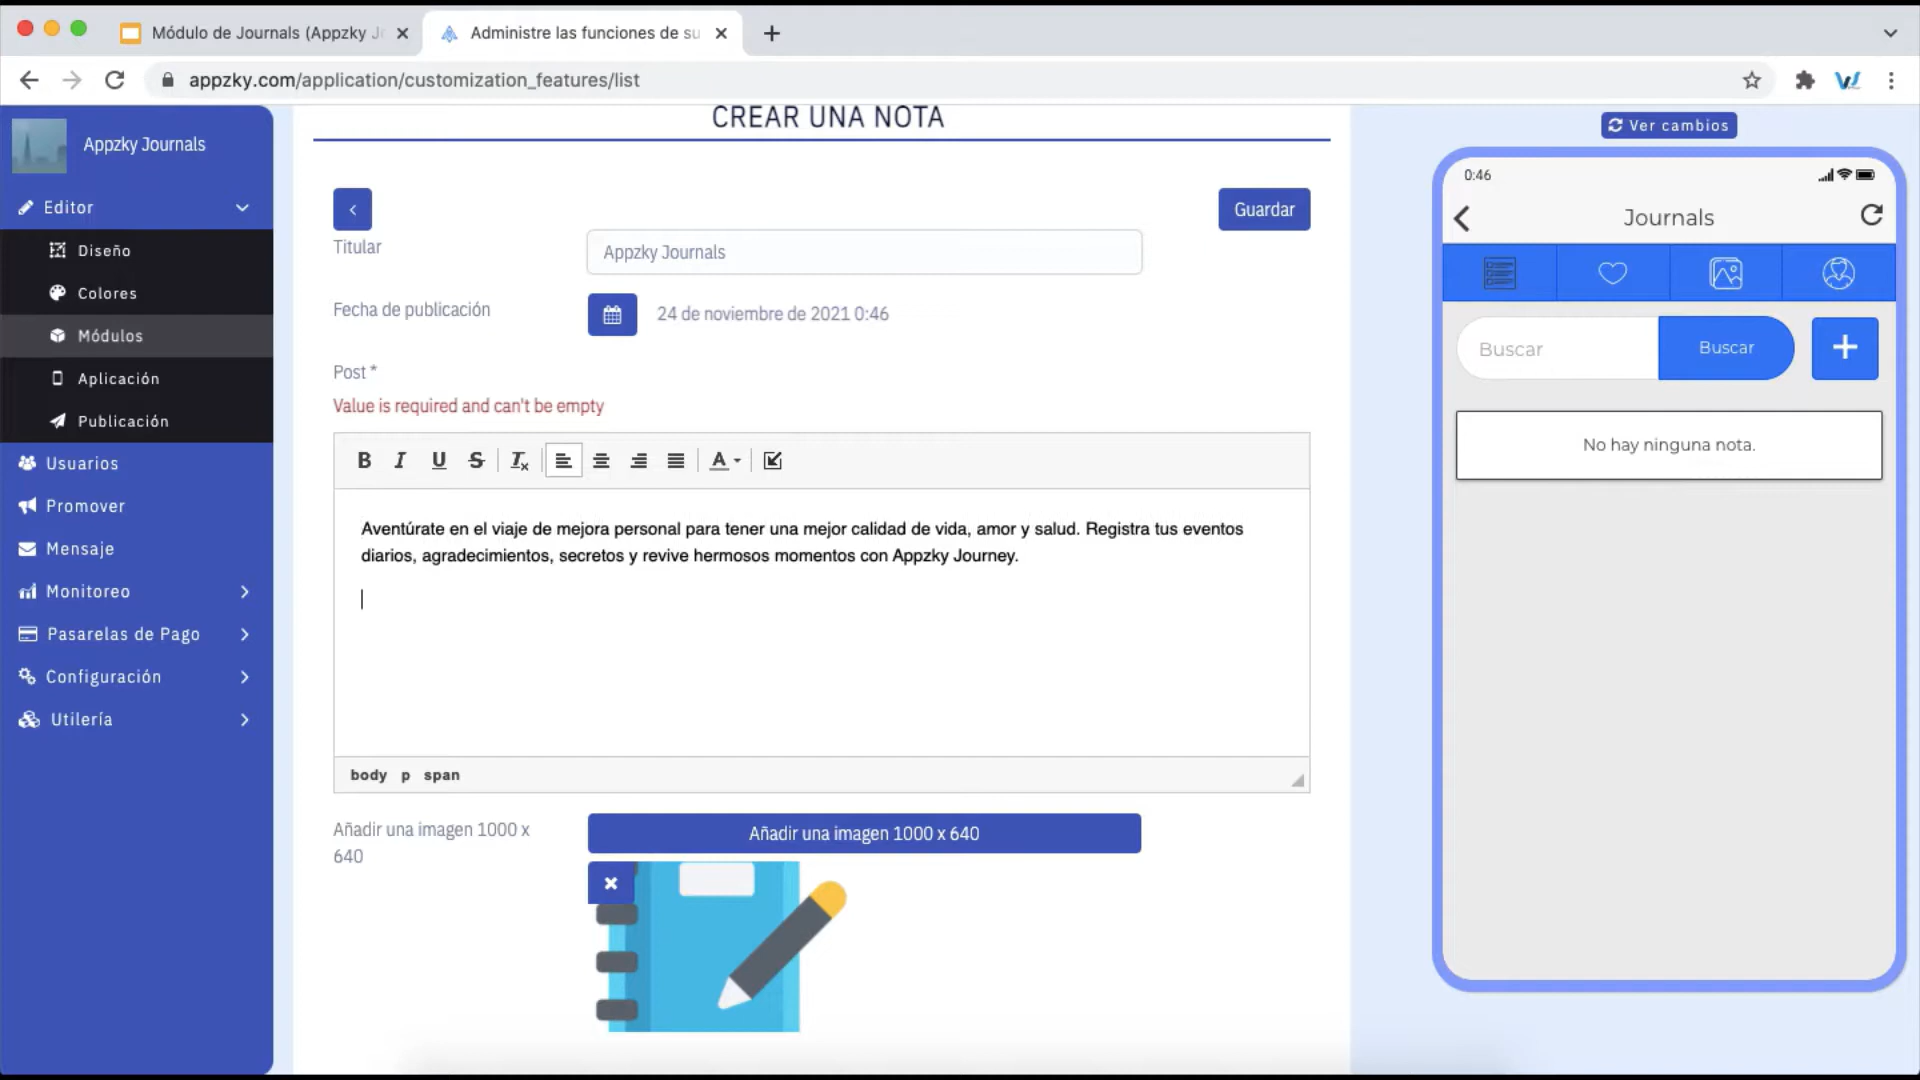 Módulo de Journals (Appzky J
Administre las funciones de su
appzky.com/application/customization_features/list
Appzky Journals
Editor
Diseño
Colores
Módulos
Aplicación
Publicación
Usuarios
Promover
Mensaje
Monitoreo
Pasarelas de Pago
Configuración
Utilería
CREAR UNA NOTA
Guardar
Titular
Appzky Journals
Fecha de publicación
24 de noviembre de 2021 0:46
Post *
Value is required and can't be empty
B I U S Tx A
Aventúrate en el viaje de mejora personal para tener una mejor calidad de vida, amor y salud. Registra tus eventos
diarios, agradecimientos, secretos y revive hermosos momentos con Appzky Journey.
body p span
Añadir una imagen 1000 x
640
Añadir una imagen 1000 x 640
Ver cambios
0:46
Journals
Buscar
Buscar
No hay ninguna nota.